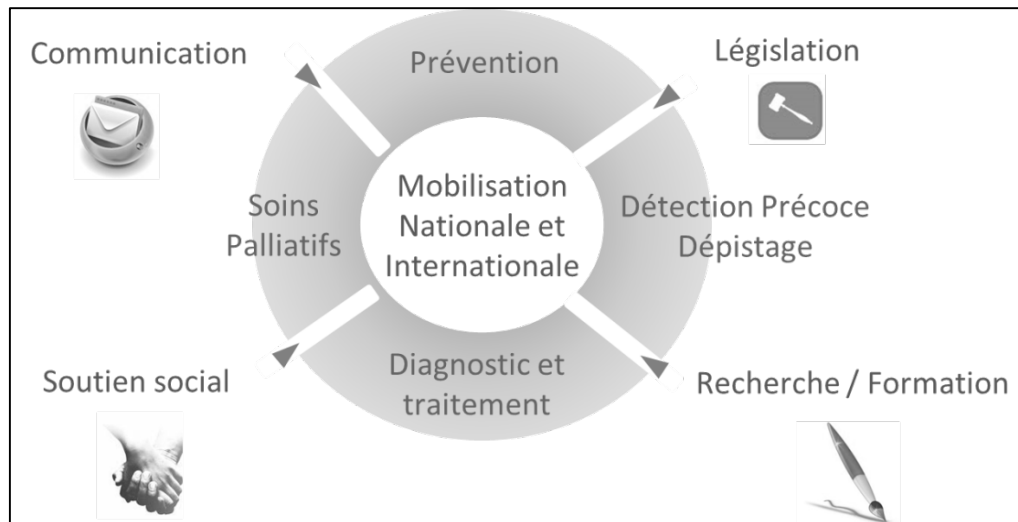 Communication
Prévention
Législation
Mobilisation
Nationale et
Internationale
Soins
Palliatifs
Détection Précoce
Dépistage
Diagnostic et
traitement
Soutien social
Recherche / Formation